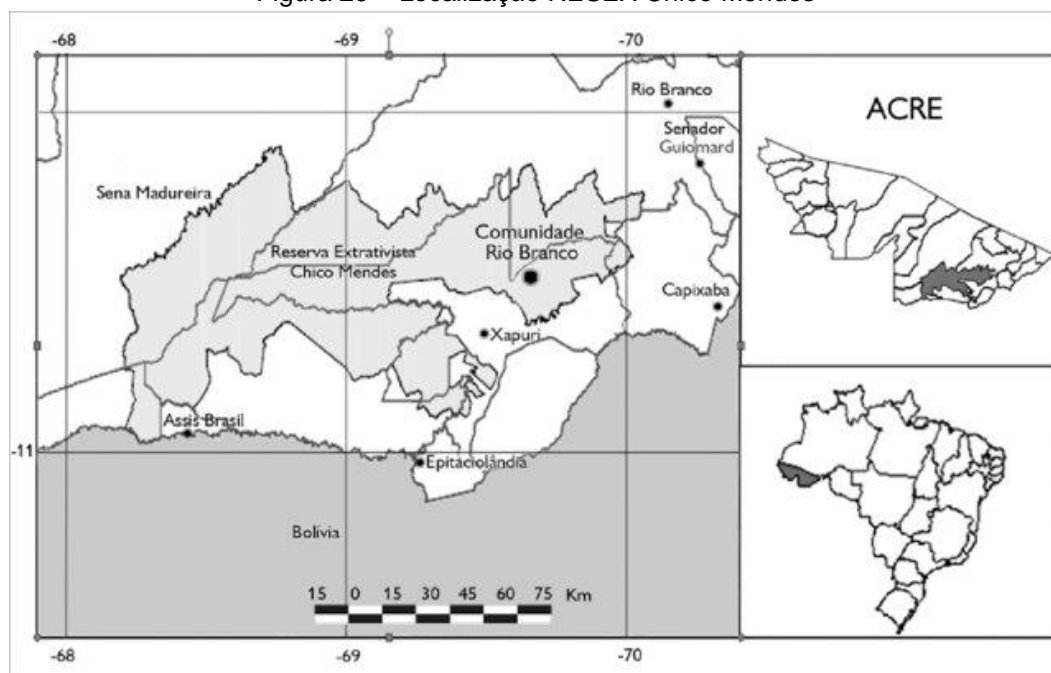 -68
-69
-70
Rio Branco
Senador
Guiomard
Sena Madureira
Comunidade
Rio Branco
Reserva Extrativista
Chico Mendes
Capixaba
Xapuri
Assis Brasil
-11
Epitaciolândia
Bolívia
15 0 15 30 45 60 75 Km
-68
-69
-70
ACRE